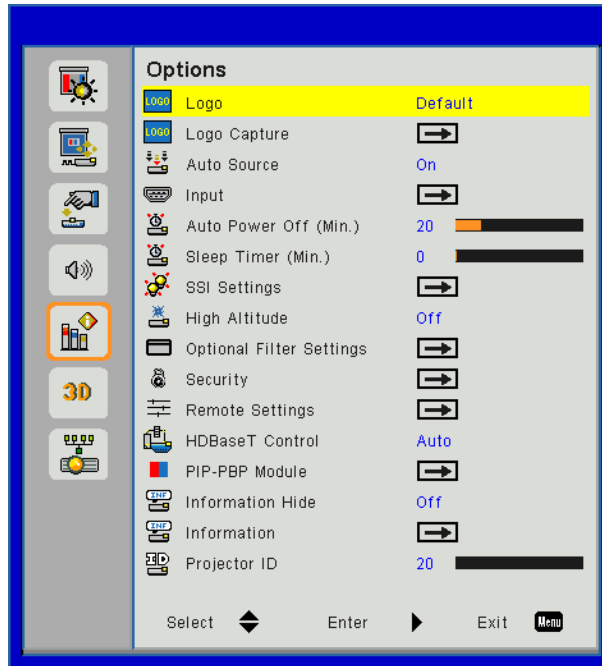 Options
LOGO Logo Default
LOGO Logo Capture
Auto Source On
Input
Auto Power Off (Min.) 20
Sleep Timer (Min.) 0
SSI Settings
High Altitude Off
Optional Filter Settings
3D
Security
Remote Settings
HDBaseT Control Auto
PIP-PBP Module
INF Information Hide Off
INF Information
ID Projector ID 20
Select Enter Exit Menu